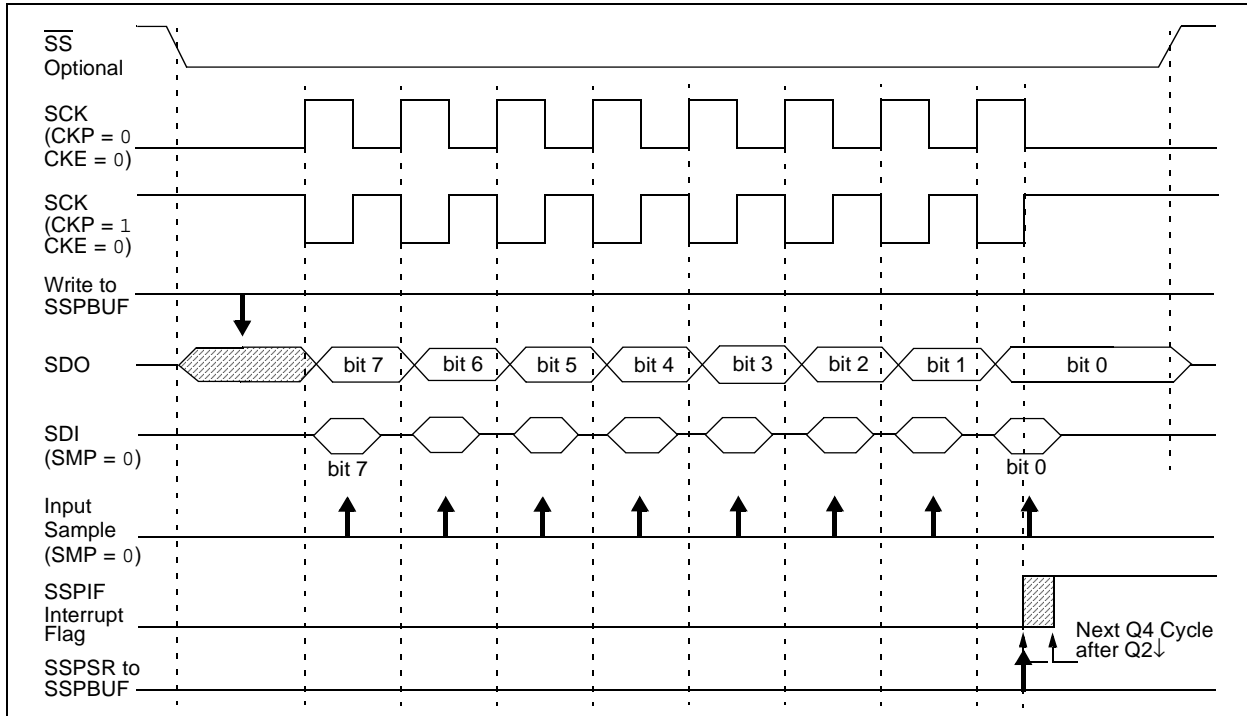 SS
Optional
SCK
(CKP = 0
CKE = 0)
SCK
(CKP = 1
CKE = 0)
Write to
SSPBUF
SDO
bit 7
bit 6
bit 5
bit 4
bit 3
bit 2
bit 1
bit 0
SDI
(SMP = 0)
bit 7
bit 0
Input
Sample
(SMP = 0)
SSPIF
Interrupt
Flag
Next Q4 Cycle
after Q2↓
SSPSR to
SSPBUF